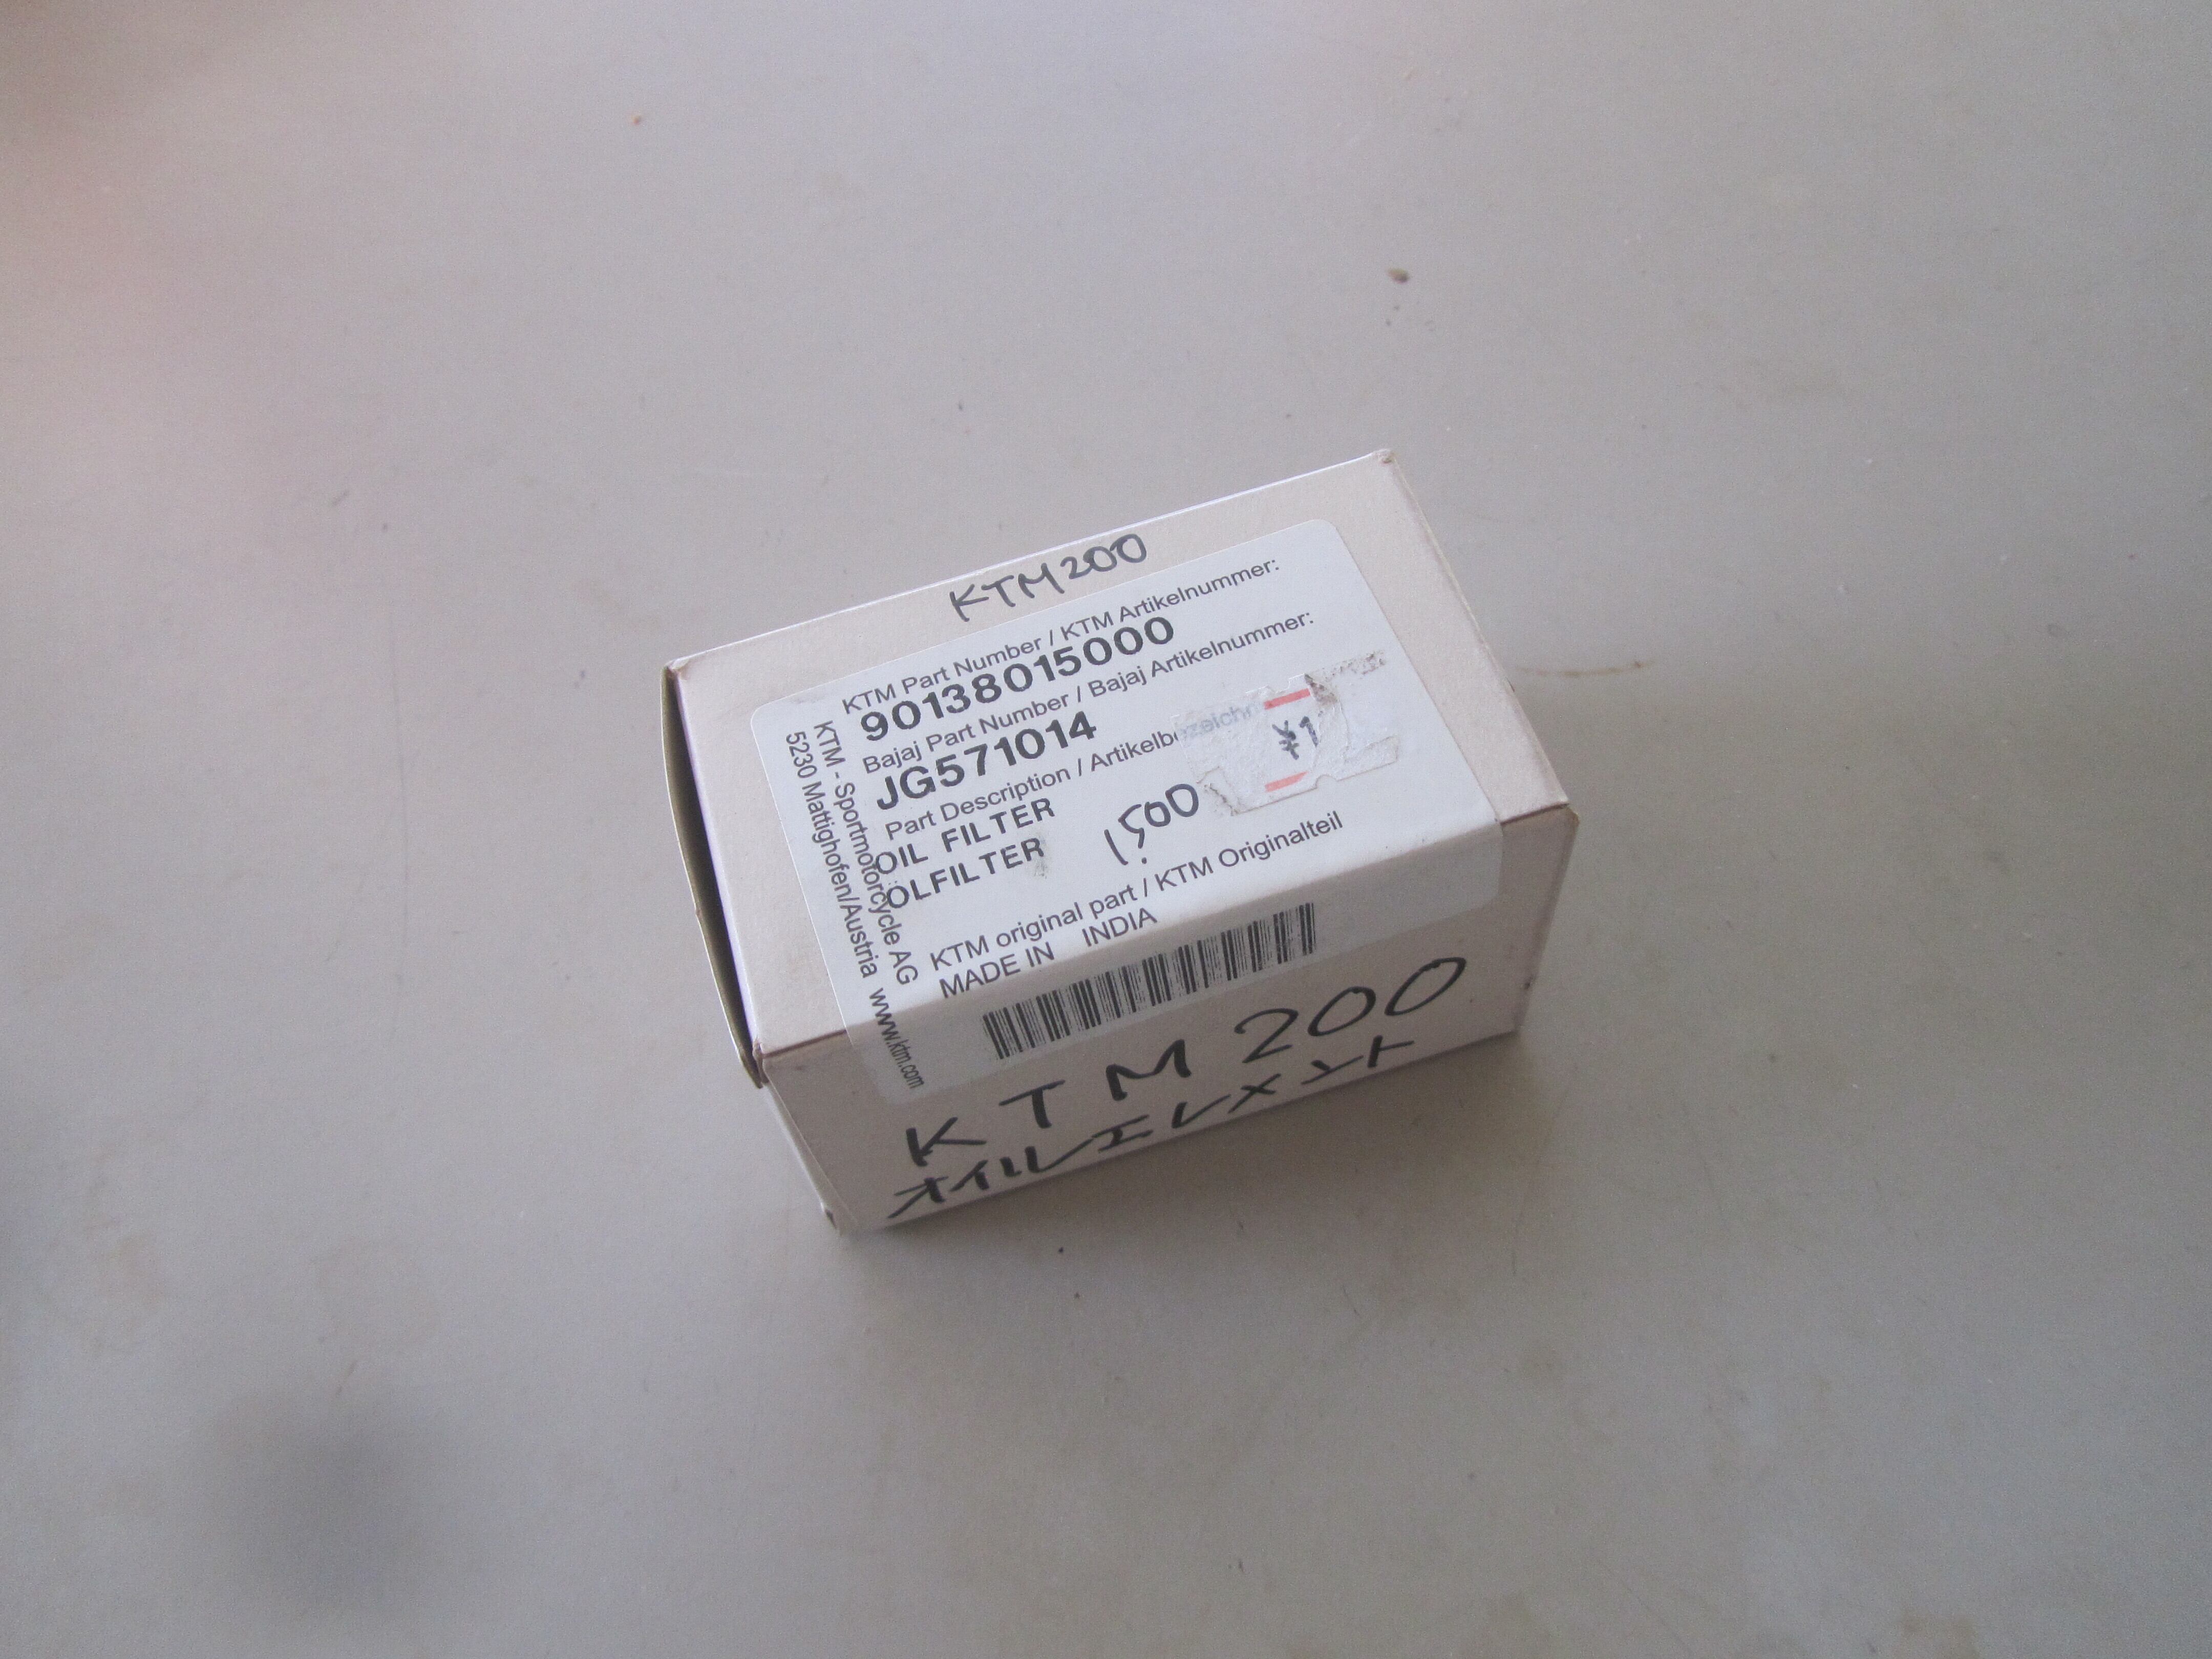 KTM200
KTM Part Number / KTM Artikelnummer:
90138015000
Bajaj Part Number / Bajaj Artikelnummer:
JG571014
Part Description / Artikelbezeichn
¥1
OIL FILTER
OLFILTER
1500
KTM original part / KTM Originalteil
MADE IN INDIA
KTM - Sportmotorcycle AG
5230 Mattighofen/Austria www.ktm.com
KTM 200
オイルエレメント